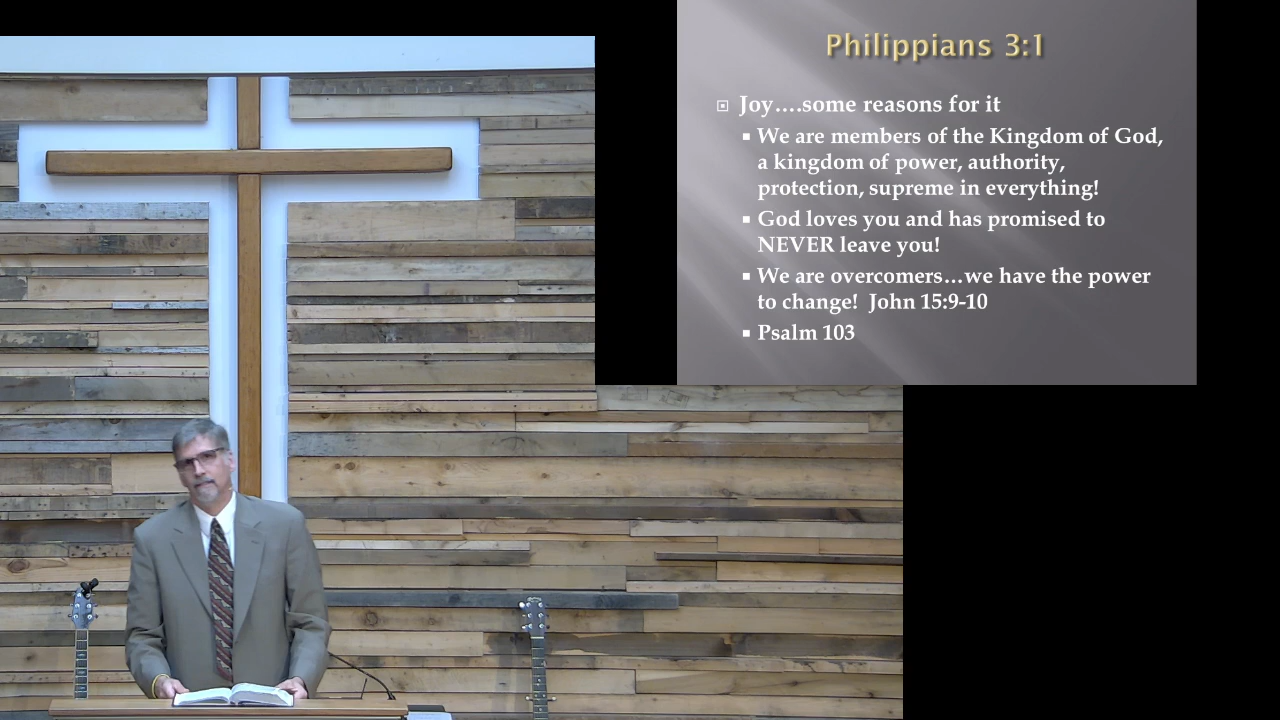 Philippians 3:1
Joy....some reasons for it
We are members of the Kingdom of God,
a kingdom of power, authority,
protection, supreme in everything!
God loves you and has promised to
NEVER leave you!
We are overcomers...we have the power
to change!  John 15:9-10
Psalm 103